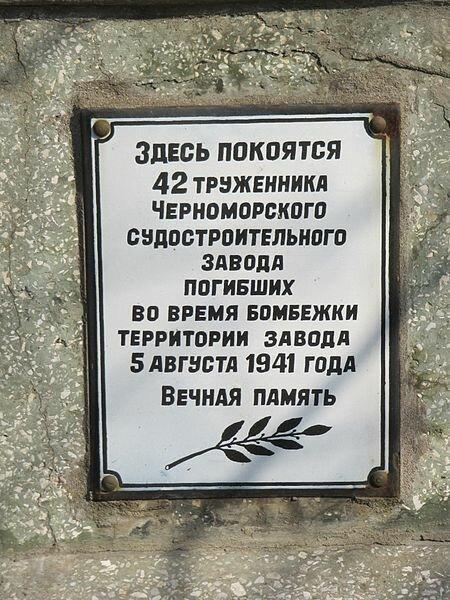 Здесь покоятся
42 труженника
Черноморского
судостроительного
завода
погибших
во время бомбежки
территории завода
5 августа 1941 года
Вечная память